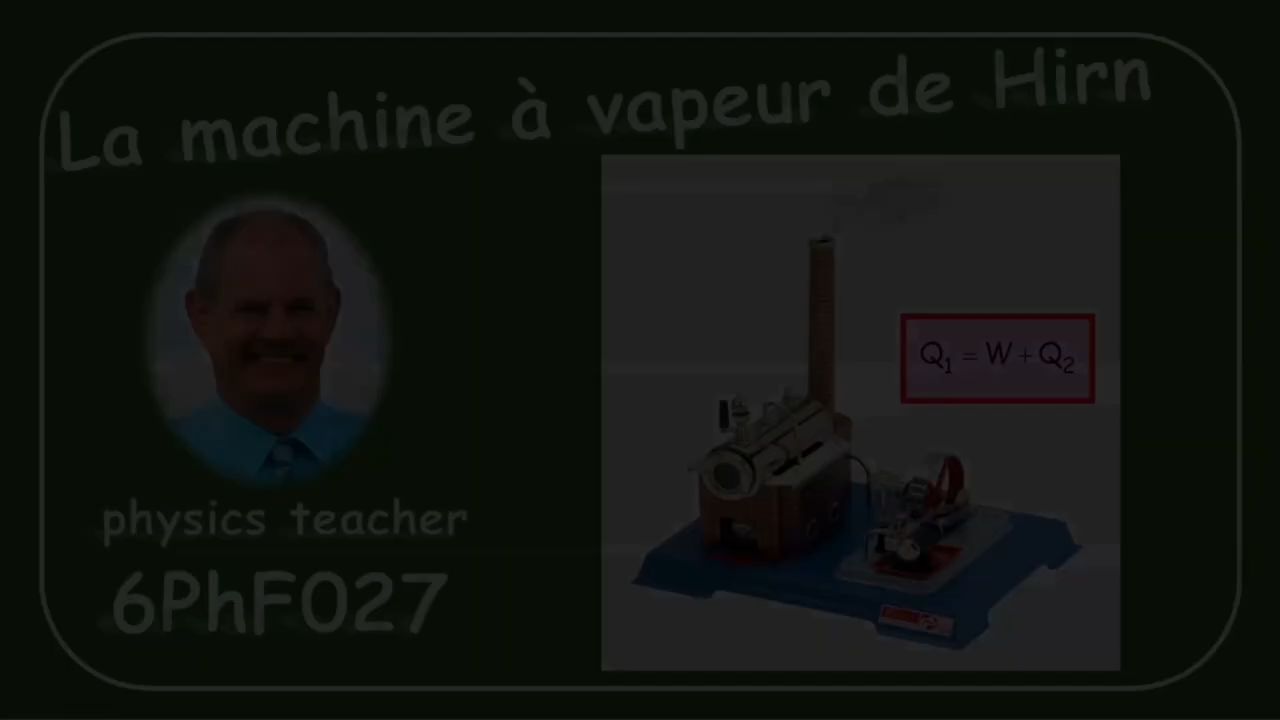 La machine à vapeur de Hirn
Q₁ = W + Q₂
physics teacher
6PhF027